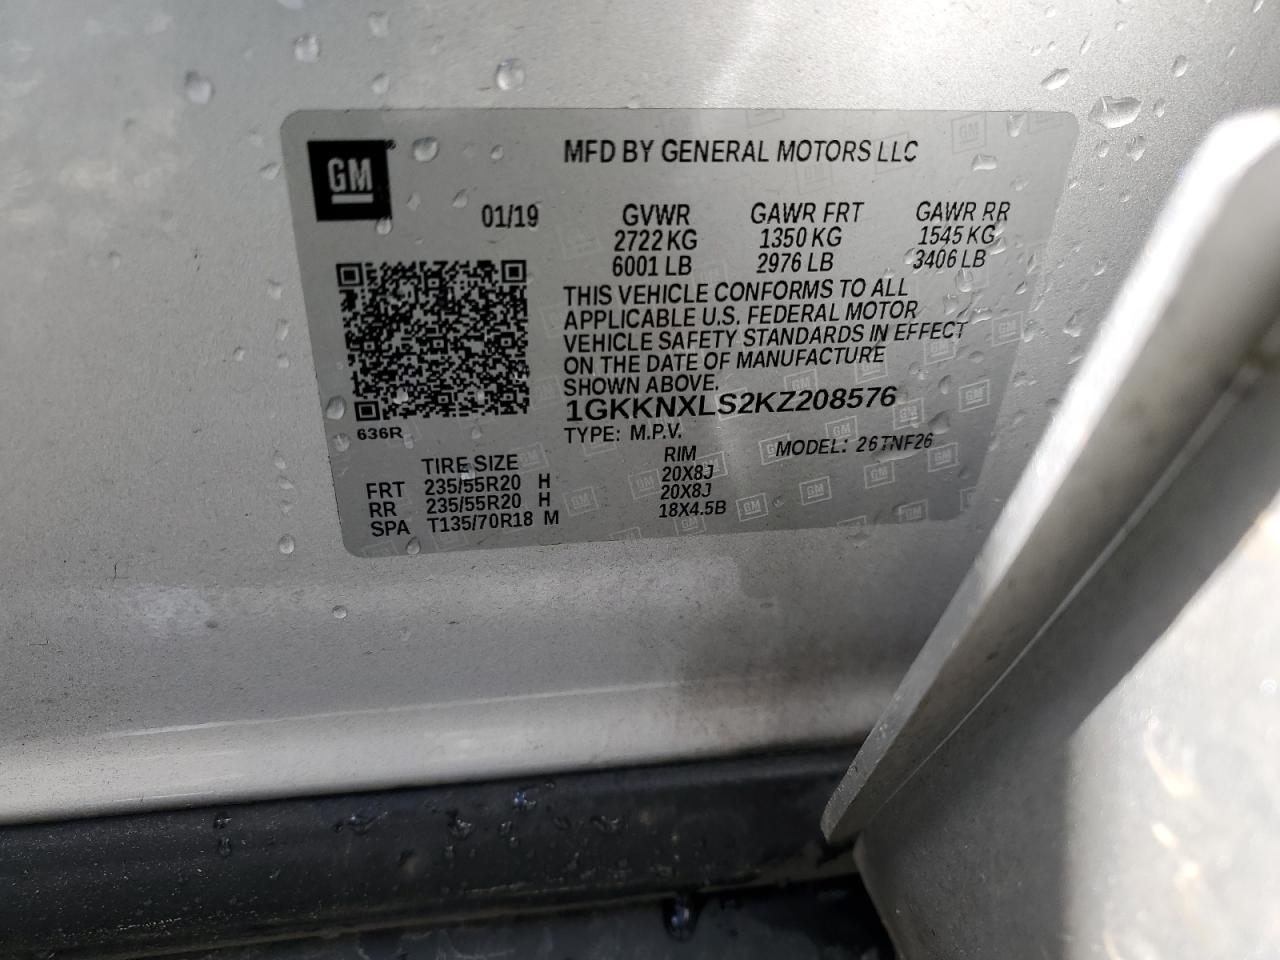 GM
MFD BY GENERAL MOTORS LLC
01/19
GVWR GAWR FRT GAWR RR
2722 KG 1350 KG 1545 KG
6001 LB 2976 LB 3406 LB
THIS VEHICLE CONFORMS TO ALL
APPLICABLE U.S. FEDERAL MOTOR
VEHICLE SAFETY STANDARDS IN EFFECT
ON THE DATE OF MANUFACTURE
SHOWN ABOVE.
1GKKNXLS2KZ208576
636R
TYPE: M.P.V. MODEL: 26TNF26
TIRE SIZE RIM
FRT 235/55R20 H 20X8J
RR 235/55R20 H 20X8J
SPA T135/70R18 M 18X4.5B